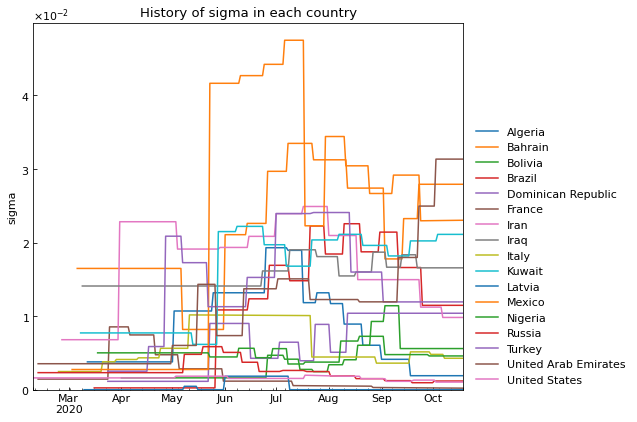 History of sigma in each country
×10⁻²
4
3
2
1
0
sigma
Mar
2020
Apr
May
Jun
Jul
Aug
Sep
Oct
Algeria
Bahrain
Bolivia
Brazil
Dominican Republic
France
Iran
Iraq
Italy
Kuwait
Latvia
Mexico
Nigeria
Russia
Turkey
United Arab Emirates
United States